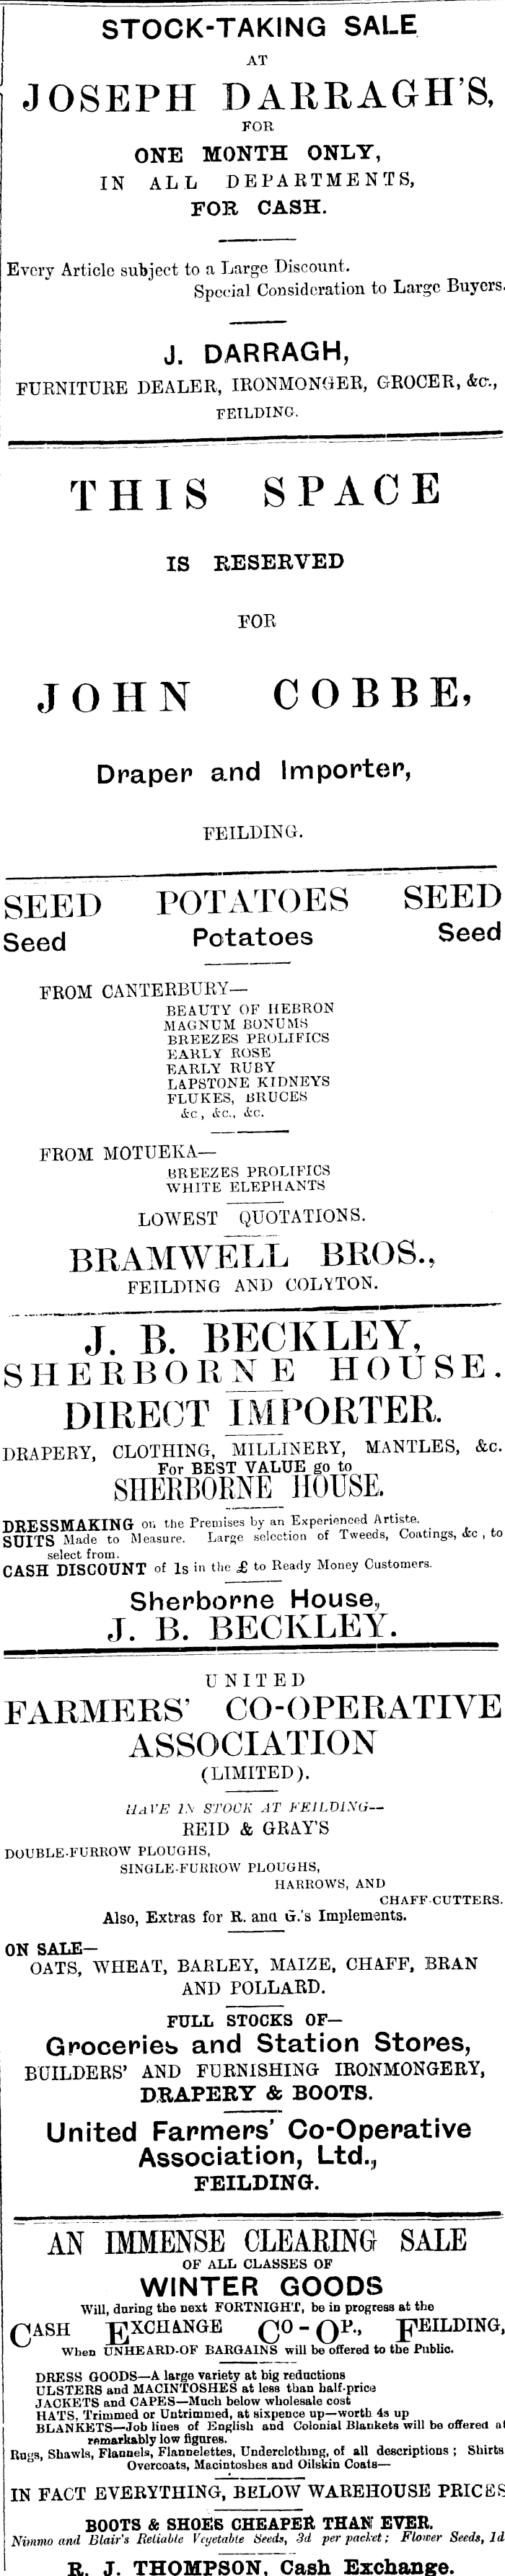 STOCK-TAKING SALE
AT
JOSEPH DARRAGH'S,
FOR
ONE MONTH ONLY,
IN ALL DEPARTMENTS,
FOR CASH.
Every Article subject to a Large Discount.
Special Consideration to Large Buyers.
J. DARRAGH,
FURNITURE DEALER, IRONMONGER, GROCER, &c.,
FEILDING.
THIS SPACE
IS RESERVED
FOR
JOHN COBBE,
Draper and Importer,
FEILDING.
SEED POTATOES SEED
Seed Potatoes Seed
FROM CANTERBURY—
BEAUTY OF HEBRON
MAGNUM BONUMS
BREEZES PROLIFICS
EARLY ROSE
EARLY RUBY
LAPSTONE KIDNEYS
FLUKES, BRUCES
&c, &c., &c.
FROM MOTUEKA—
BREEZES PROLIFICS
WHITE ELEPHANTS
LOWEST QUOTATIONS.
BRAMWELL BROS.,
FEILDING AND COLYTON.
J. B. BECKLEY,
SHERBORNE HOUSE.
DIRECT IMPORTER.
DRAPERY, CLOTHING, MILLINERY, MANTLES, &c.
For BEST VALUE go to
SHERBORNE HOUSE.
DRESSMAKING on the Premises by an Experienced Artiste.
SUITS Made to Measure. Large selection of Tweeds, Coatings, &c, to
select from.
CASH DISCOUNT of 1s in the £ to Ready Money Customers.
Sherborne House,
J. B. BECKLEY.
UNITED
FARMERS' CO-OPERATIVE
ASSOCIATION
(LIMITED).
HAVE IN STOCK AT FEILDING—
REID & GRAY'S
DOUBLE-FURROW PLOUGHS,
SINGLE-FURROW PLOUGHS,
HARROWS, AND
CHAFF-CUTTERS.
Also, Extras for R. and G.'s Implements.
ON SALE—
OATS, WHEAT, BARLEY, MAIZE, CHAFF, BRAN
AND POLLARD.
FULL STOCKS OF—
Groceries and Station Stores,
BUILDERS' AND FURNISHING IRONMONGERY,
DRAPERY & BOOTS.
United Farmers' Co-Operative
Association, Ltd.,
FEILDING.
AN IMMENSE CLEARING SALE
OF ALL CLASSES OF
WINTER GOODS
Will, during the next FORTNIGHT, be in progress at the
CASH EXCHANGE CO-OP., FEILDING,
When UNHEARD-OF BARGAINS will be offered to the Public.
DRESS GOODS—A large variety at big reductions
ULSTERS and MACINTOSHES at less than half-price
JACKETS and CAPES—Much below wholesale cost
HATS, Trimmed or Untrimmed, at sixpence up—worth 4s up
BLANKETS—Job lines of English and Colonial Blankets will be offered at
remarkably low figures.
Rugs, Shawls, Flannels, Flannelettes, Underclothing, of all descriptions; Shirts
Overcoats, Macintoshes and Oilskin Coats—
IN FACT EVERYTHING, BELOW WAREHOUSE PRICES
BOOTS & SHOES CHEAPER THAN EVER.
Nimmo and Blair's Reliable Vegetable Seeds, 3d per packet; Flower Seeds, 1d
R. J. THOMPSON, Cash Exchange.